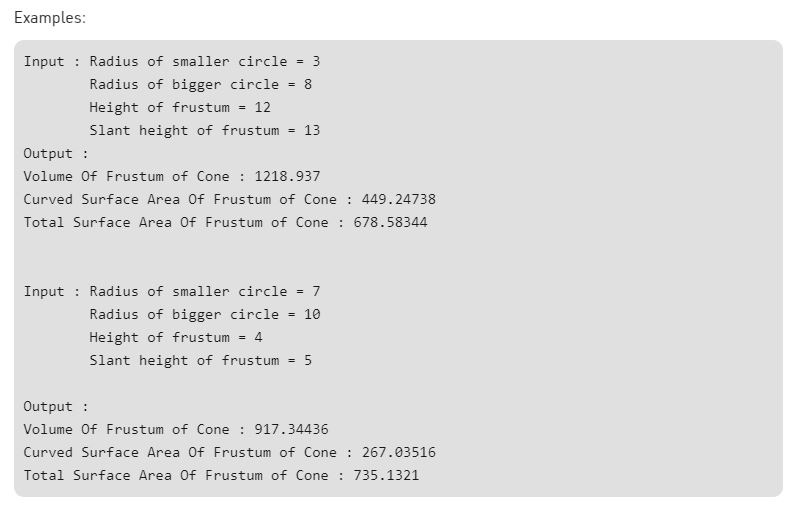 Examples:
Input : Radius of smaller circle = 3
Radius of bigger circle = 8
Height of frustum = 12
Slant height of frustum = 13
Output :
Volume Of Frustum of Cone : 1218.937
Curved Surface Area Of Frustum of Cone : 449.24738
Total Surface Area Of Frustum of Cone : 678.58344
Input : Radius of smaller circle = 7
Radius of bigger circle = 10
Height of frustum = 4
Slant height of frustum = 5
Output :
Volume Of Frustum of Cone : 917.34436
Curved Surface Area Of Frustum of Cone : 267.03516
Total Surface Area Of Frustum of Cone : 735.1321